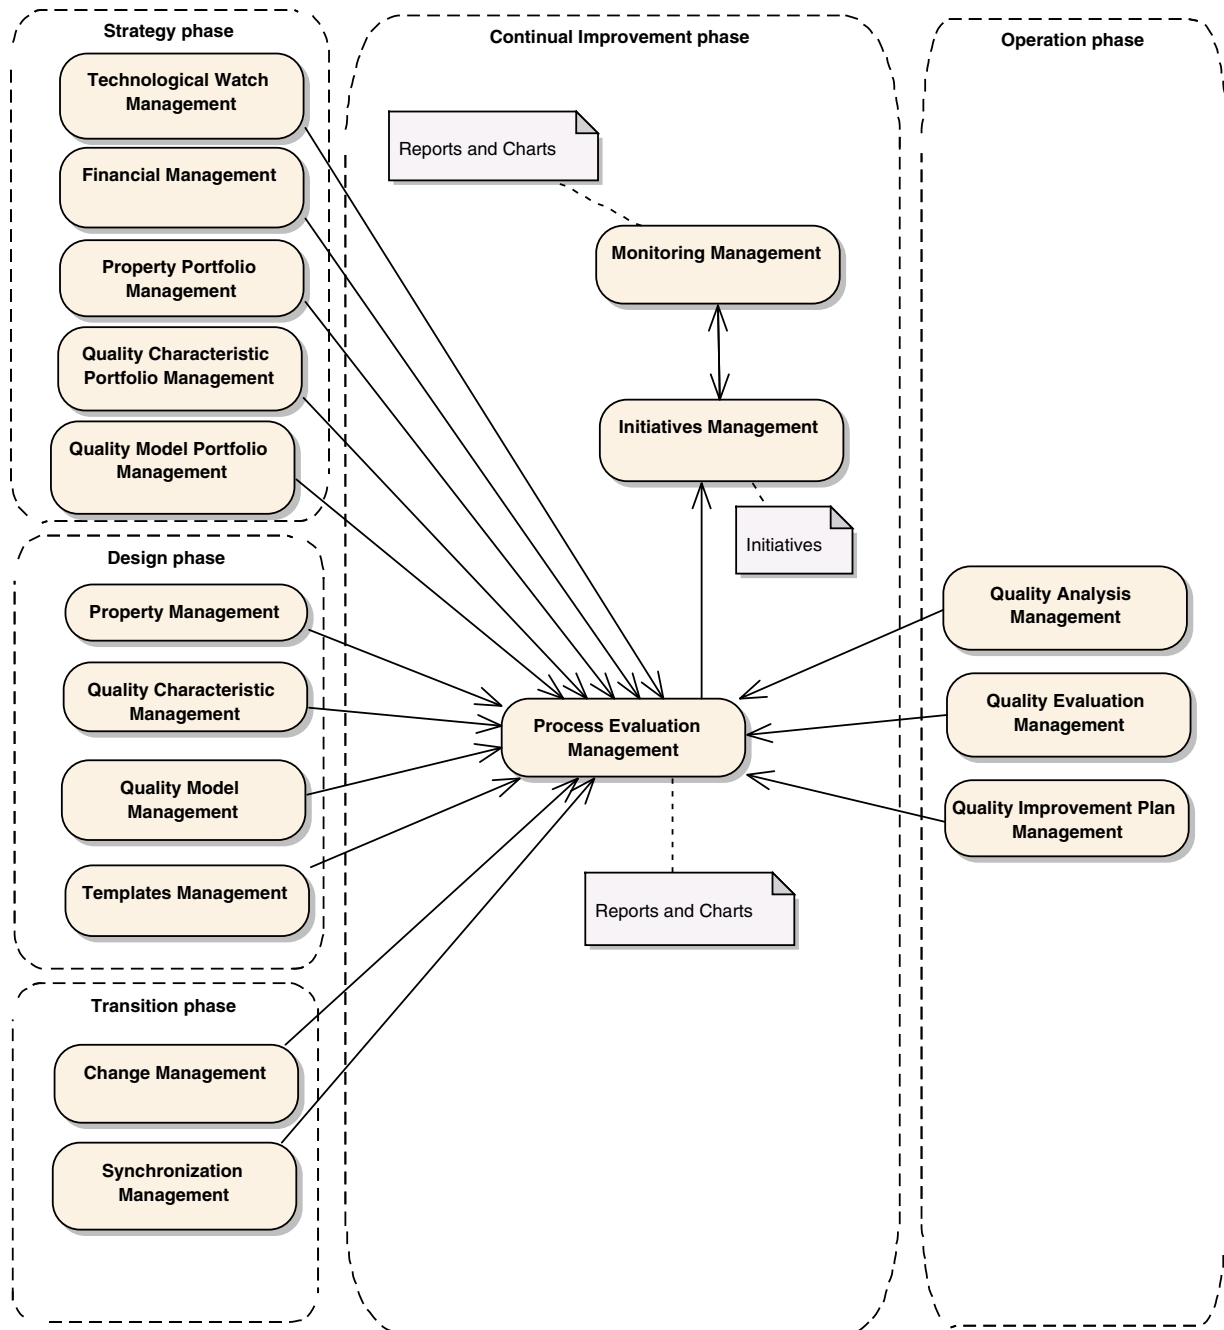 Strategy phase
Technological Watch
Management
Financial Management
Property Portfolio
Management
Quality Characteristic
Portfolio Management
Quality Model Portfolio
Management
Design phase
Property Management
Quality Characteristic
Management
Quality Model
Management
Templates Management
Transition phase
Change Management
Synchronization
Management
Continual Improvement phase
Reports and Charts
Monitoring Management
Initiatives Management
Initiatives
Process Evaluation
Management
Reports and Charts
Operation phase
Quality Analysis
Management
Quality Evaluation
Management
Quality Improvement Plan
Management